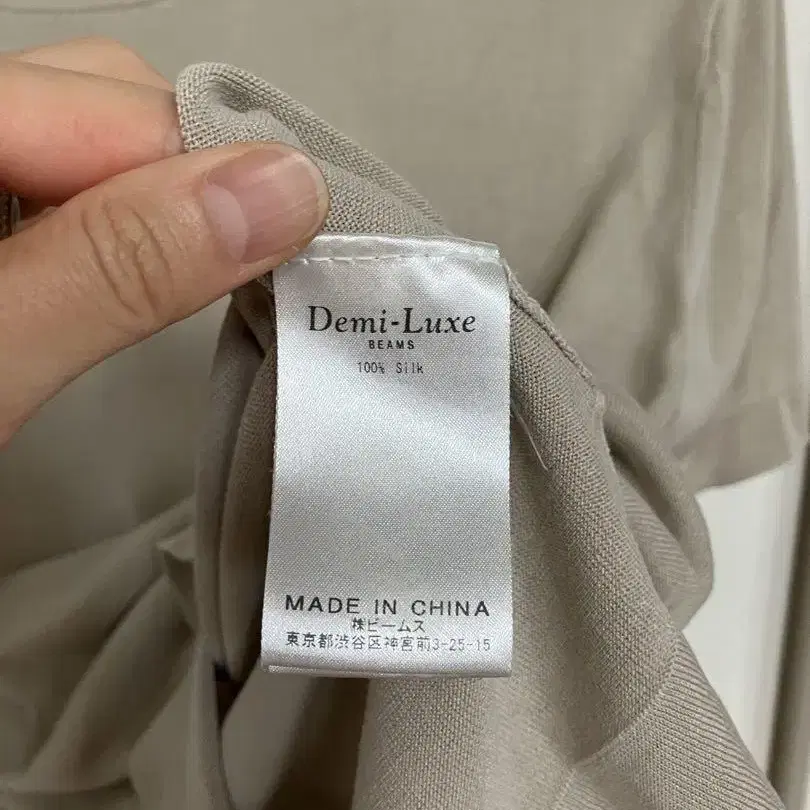 Demi-Luxe
BEAMS
100% Silk
MADE IN CHINA
㈱ビームス
東京都渋谷区神宮前3-25-15